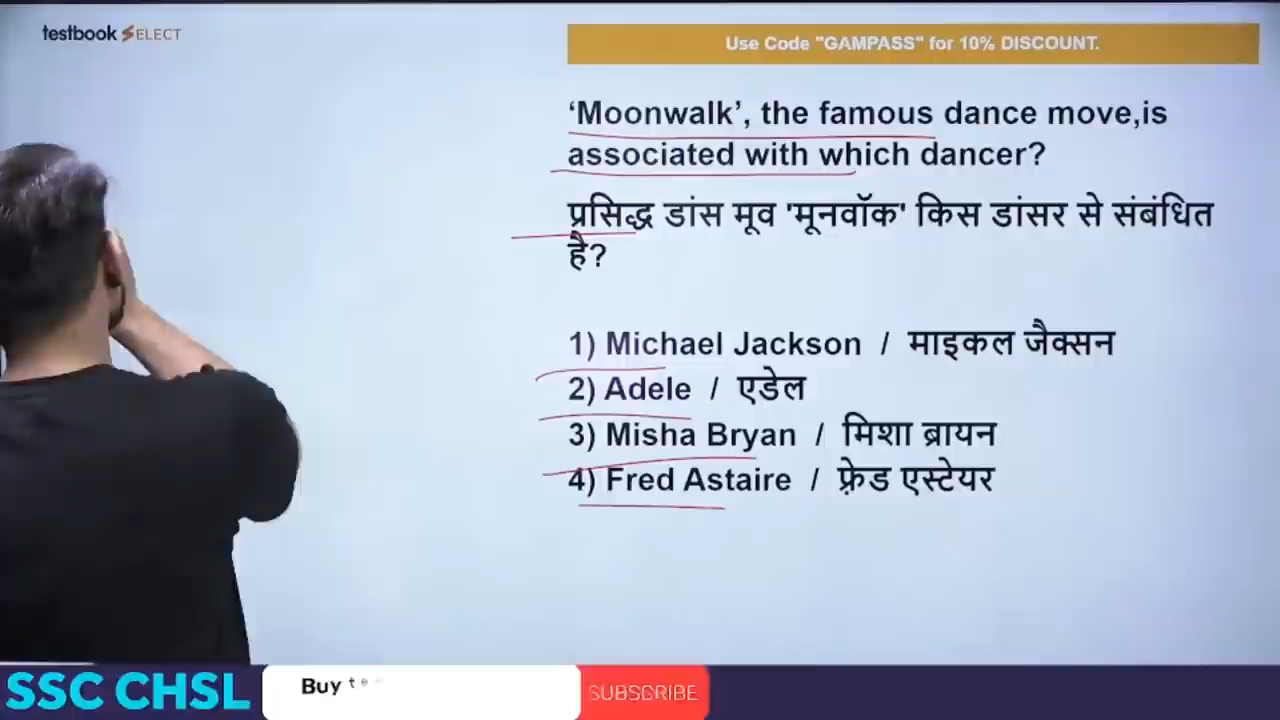 testbook SELECT
Use Code "GAMPASS" for 10% DISCOUNT.
‘Moonwalk’, the famous dance move,is
associated with which dancer?
प्रसिद्ध डांस मूव 'मूनवॉक' किस डांसर से संबंधित
है?
1) Michael Jackson / माइकल जैक्सन
2) Adele / एडेल
3) Misha Bryan / मिशा ब्रायन
4) Fred Astaire / फ़्रेड एस्टेयर
SSC CHSL
Buy
SUBSCRIBE